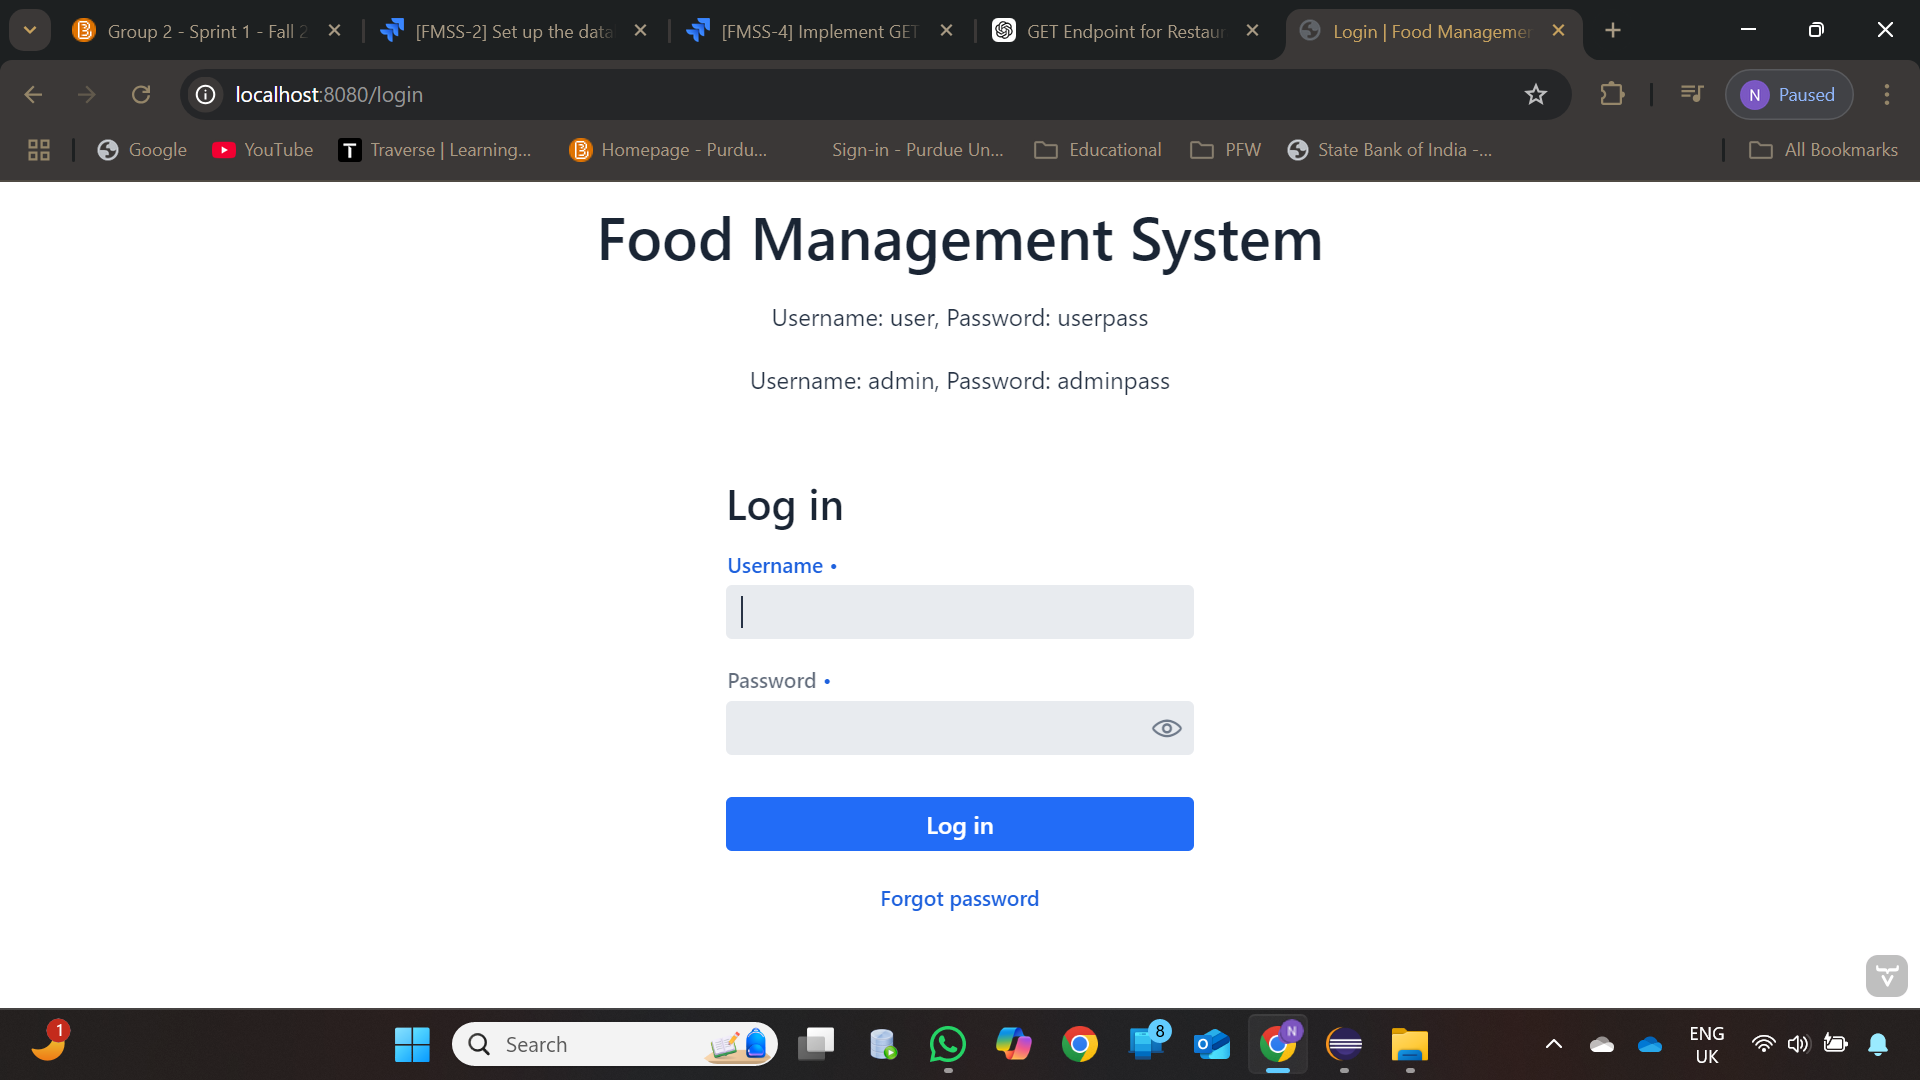 Group 2 - Sprint 1 - Fall 2
[FMSS-2] Set up the data
[FMSS-4] Implement GET
GET Endpoint for Restaur
Login | Food Managemen
localhost:8080/login
N Paused
Google
YouTube
T Traverse | Learning...
Homepage - Purdu...
Sign-in - Purdue Un...
Educational
PFW
State Bank of India -...
All Bookmarks
Food Management System
Username: user, Password: userpass
Username: admin, Password: adminpass
Log in
Username •
Password •
Log in
Forgot password
1
Search
8
N
ENG
UK